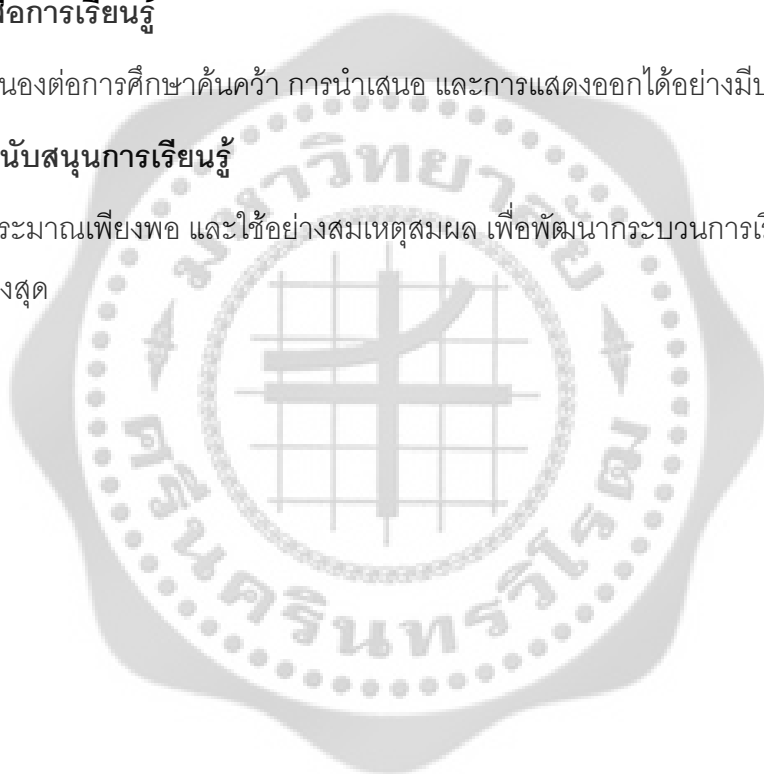 สื่อการเรียนรู้
นองต่อการศึกษาค้นคว้า การนำเสนอ และการแสดงออกได้อย่างมีป
นับสนุนการเรียนรู้
ระมาณเพียงพอ และใช้อย่างสมเหตุสมผล เพื่อพัฒนากระบวนการเรี
งสุด
มหาวิทยาลัย
ศรีนครินทรวิโรฒ